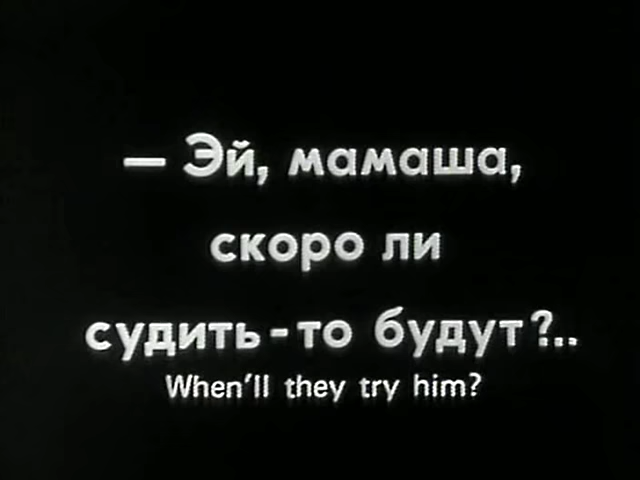 — Эй, мамаша,
скоро ли
судить-то будут?..
When'll they try him?